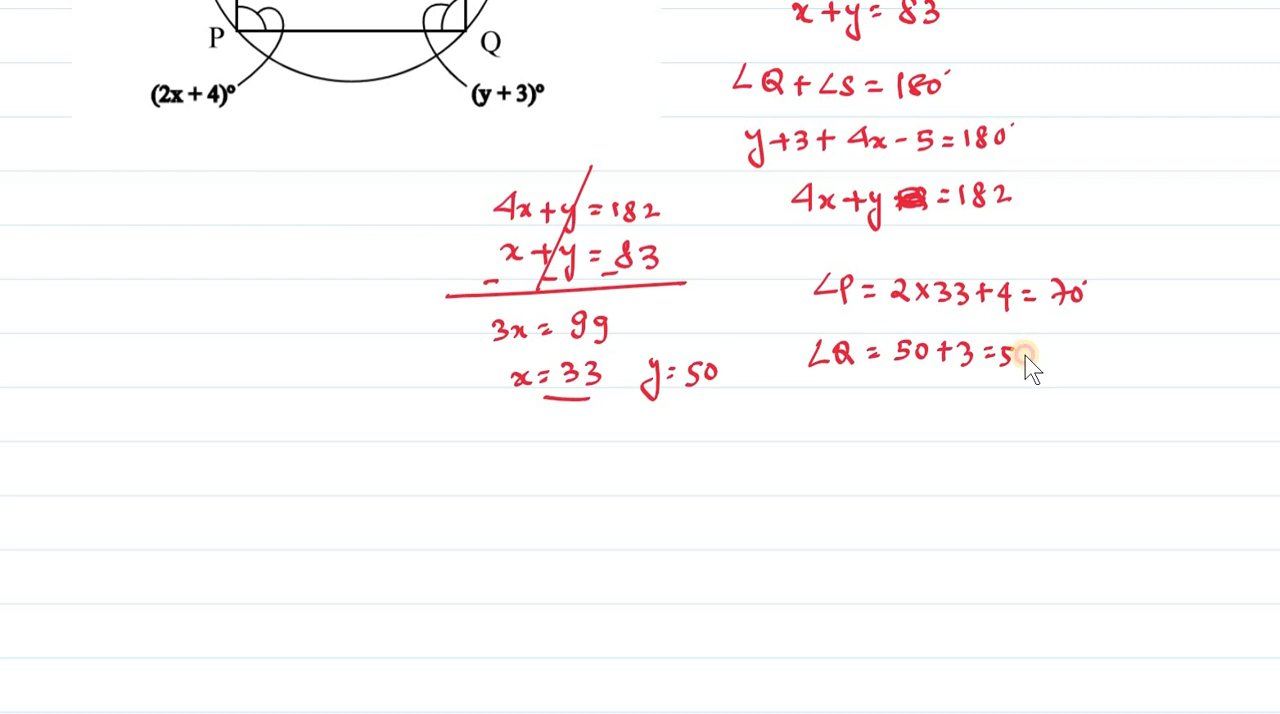 P
Q
(2x + 4)°
(y + 3)°
x + y = 83
∠Q + ∠S = 180°
y + 3 + 4x - 5 = 180°
4x + y = 182
4x + y = 182
x + y = 83
- - -
3x = 99
x = 33 y = 50
∠P = 2 × 33 + 4 = 70°
∠Q = 50 + 3 = 5